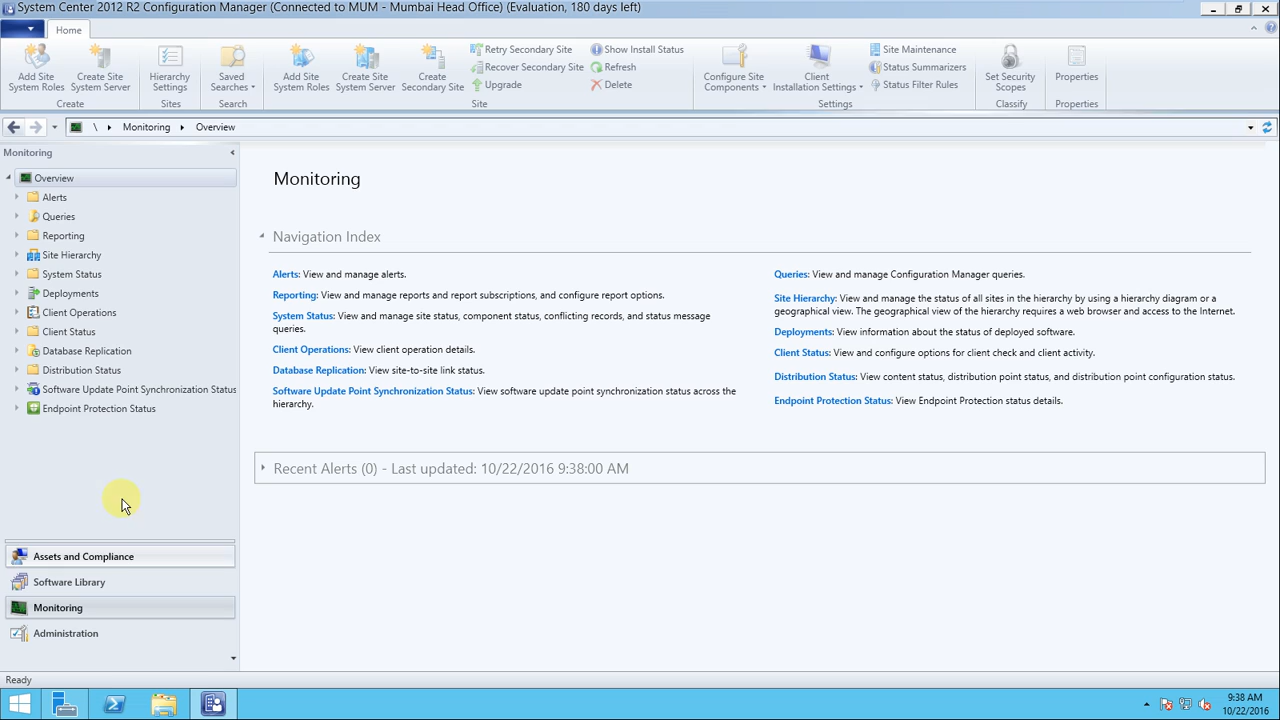 System Center 2012 R2 Configuration Manager (Connected to MUM - Mumbai Head Office) (Evaluation, 180 days left)
Home
Add Site System Roles
Create Site System Server
Create
Hierarchy Settings
Sites
Saved Searches
Search
Add Site System Roles
Create Site System Server
Create Secondary Site
Retry Secondary Site
Recover Secondary Site
Upgrade
Show Install Status
Refresh
Delete
Site
Configure Site Components
Client Installation Settings
Site Maintenance
Status Summarizers
Status Filter Rules
Settings
Set Security Scopes
Classify
Properties
Properties
\ Monitoring Overview
Monitoring
Overview
Alerts
Queries
Reporting
Site Hierarchy
System Status
Deployments
Client Operations
Client Status
Database Replication
Distribution Status
Software Update Point Synchronization Status
Endpoint Protection Status
Assets and Compliance
Software Library
Monitoring
Administration
Monitoring
Navigation Index
Alerts: View and manage alerts.
Reporting: View and manage reports and report subscriptions, and configure report options.
System Status: View and manage site status, component status, conflicting records, and status message
queries.
Client Operations: View client operation details.
Database Replication: View site-to-site link status.
Software Update Point Synchronization Status: View software update point synchronization status across the
hierarchy.
Queries: View and manage Configuration Manager queries.
Site Hierarchy: View and manage the status of all sites in the hierarchy by using a hierarchy diagram or a
geographical view. The geographical view of the hierarchy requires a web browser and access to the Internet.
Deployments: View information about the status of deployed software.
Client Status: View and configure options for client check and client activity.
Distribution Status: View content status, distribution point status, and distribution point configuration status.
Endpoint Protection Status: View Endpoint Protection status details.
Recent Alerts (0) - Last updated: 10/22/2016 9:38:00 AM
Ready
9:38 AM
10/22/2016